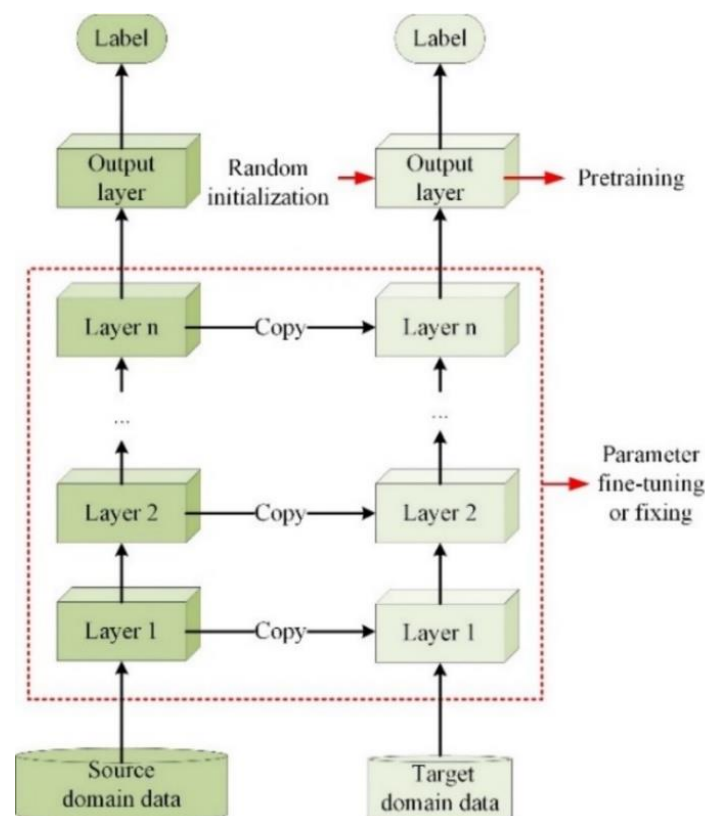 Label
Label
Output
layer
Random
initialization
Output
layer
Pretraining
Layer n
Copy
Layer n
...
...
Layer 2
Copy
Layer 2
Parameter
fine-tuning
or fixing
Layer 1
Copy
Layer 1
Source
domain data
Target
domain data